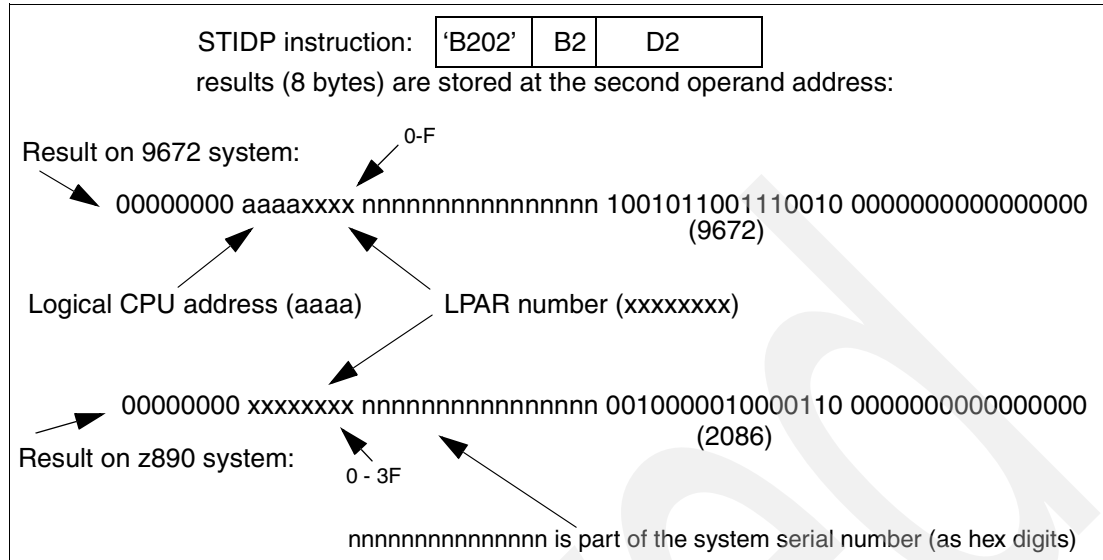 STIDP instruction: 'B202' B2 D2
results (8 bytes) are stored at the second operand address:
0-F
Result on 9672 system:
00000000 aaaaxxxx nnnnnnnnnnnnnnnn 1001011001110010 0000000000000000
(9672)
Logical CPU address (aaaa) LPAR number (xxxxxxxx)
00000000 xxxxxxxx nnnnnnnnnnnnnnnn 0010000010000110 0000000000000000
(2086)
Result on z890 system:
0 - 3F
nnnnnnnnnnnnnnn is part of the system serial number (as hex digits)